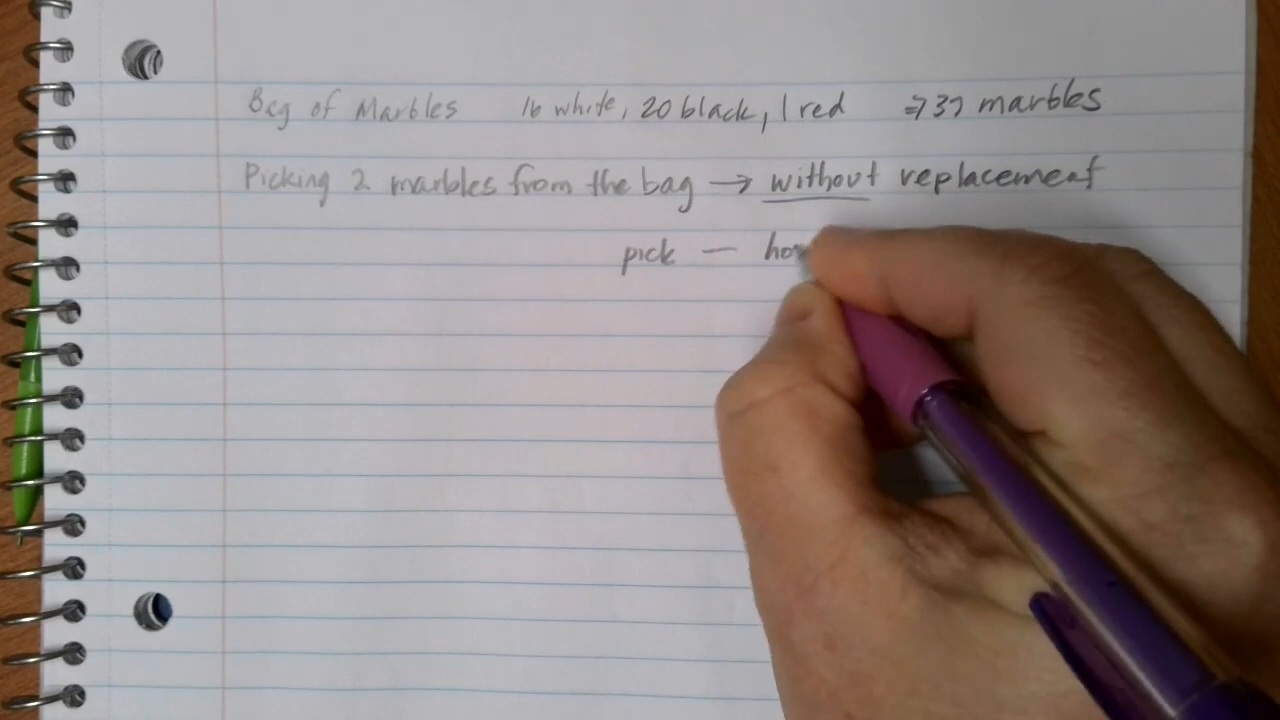 Bag of Marbles 16 white, 20 black, 1 red => 37 marbles
Picking 2 marbles from the bag → without replacement
pick — how